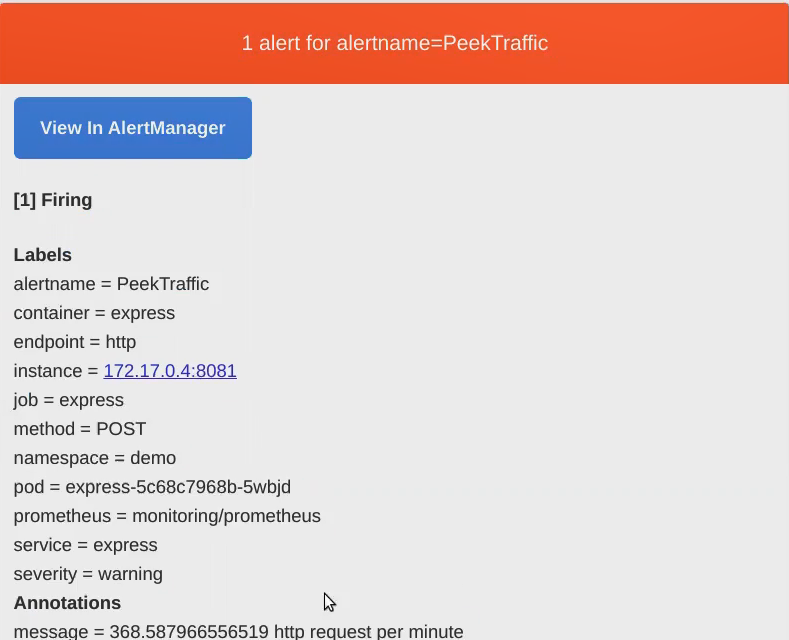 1 alert for alertname=PeekTraffic
View In AlertManager
[1] Firing
Labels
alertname = PeekTraffic
container = express
endpoint = http
instance = 172.17.0.4:8081
job = express
method = POST
namespace = demo
pod = express-5c68c7968b-5wbjd
prometheus = monitoring/prometheus
service = express
severity = warning
Annotations
message = 368.587966556519 http request per minute